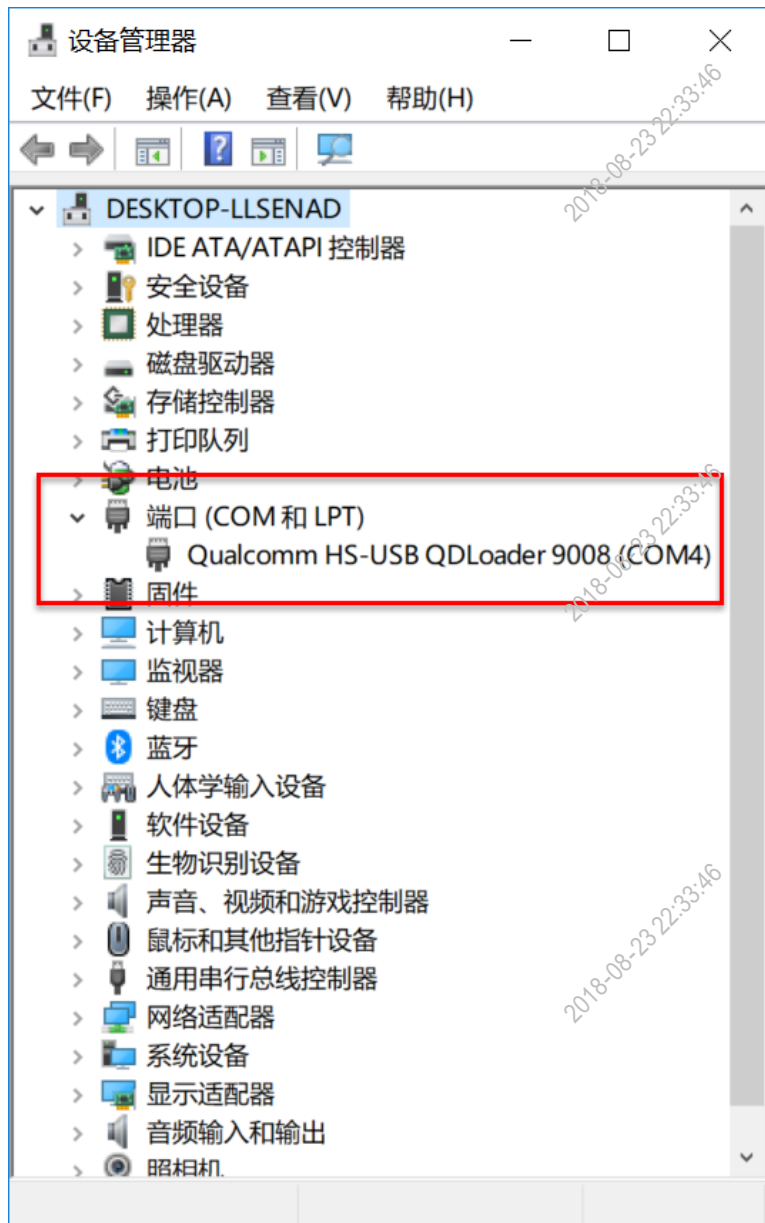 设备管理器
文件(F) 操作(A) 查看(V) 帮助(H)
2018-08-23 22:33:46
DESKTOP-LLSENAD
IDE ATA/ATAPI 控制器
安全设备
处理器
磁盘驱动器
存储控制器
打印队列
电池
端口 (COM 和 LPT)
Qualcomm HS-USB QDLoader 9008 (COM4)
2018-08-23 22:33:46
固件
计算机
监视器
键盘
蓝牙
人体学输入设备
软件设备
生物识别设备
声音、视频和游戏控制器
鼠标和其他指针设备
通用串行总线控制器
2018-08-23 22:33:46
网络适配器
系统设备
显示适配器
音频输入和输出
照相机